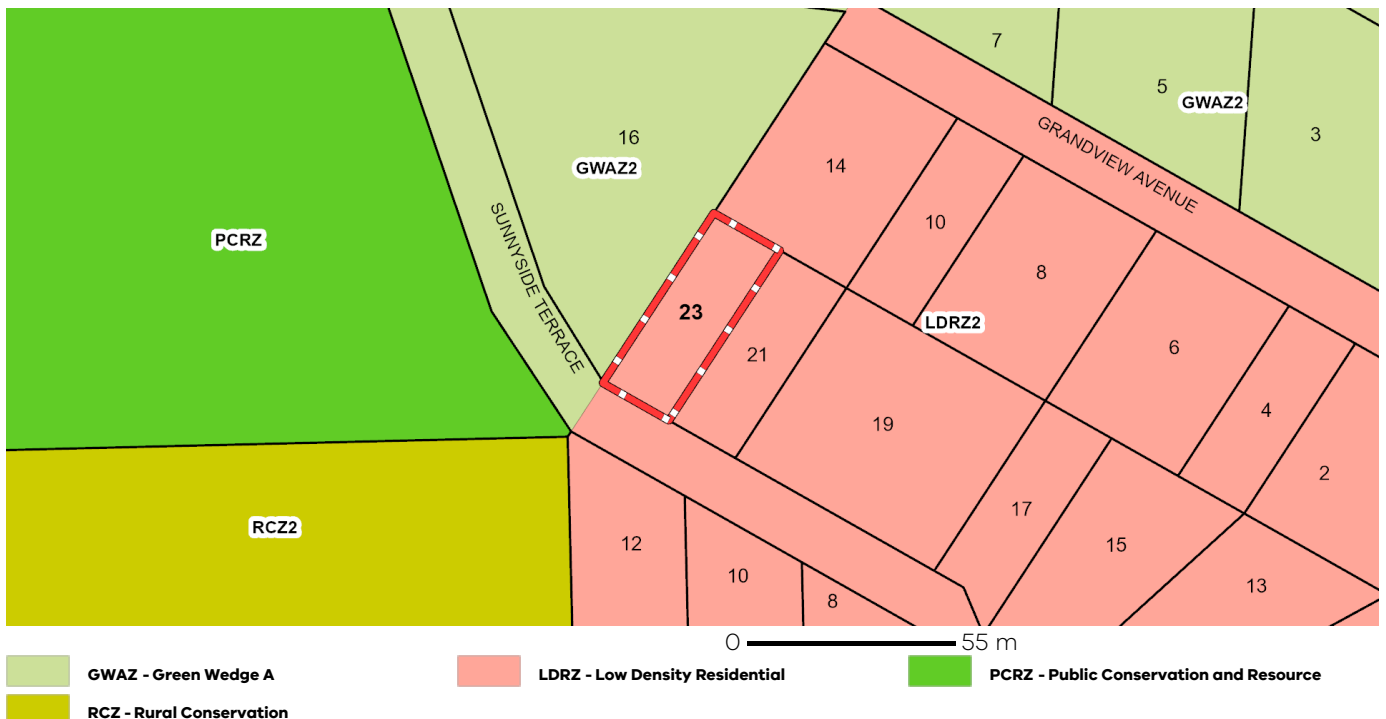 7
5
GWAZ2
3
16
GWAZ2
GRANDVIEW AVENUE
14
10
PCRZ
SUNNYSIDE TERRACE
8
23
LDRZ2
21
6
4
19
2
17
RCZ2
12
15
10
13
8
0 55 m
GWAZ - Green Wedge A
LDRZ - Low Density Residential
PCRZ - Public Conservation and Resource
RCZ - Rural Conservation